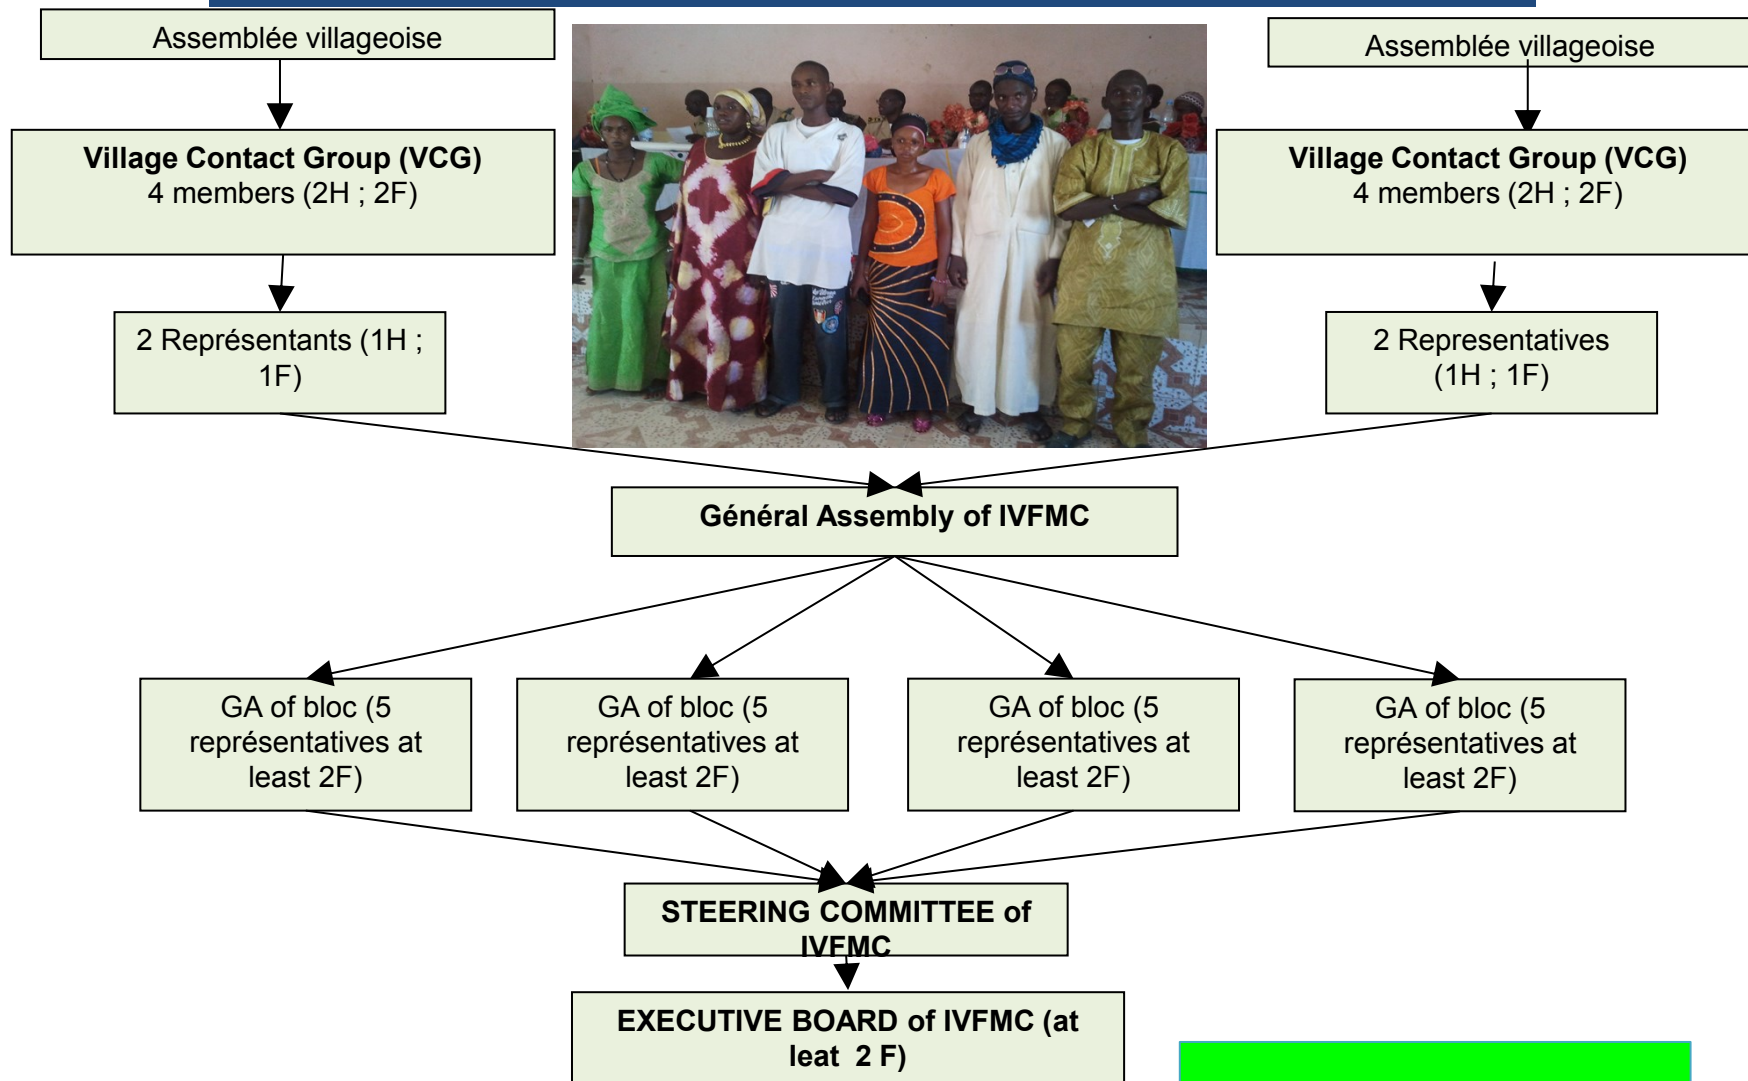 Assemblée villageoise
Assemblée villageoise
Village Contact Group (VCG)
4 members (2H ; 2F)
Village Contact Group (VCG)
4 members (2H ; 2F)
2 Représentants (1H ;
1F)
2 Representatives
(1H ; 1F)
Général Assembly of IVFMC
GA of bloc (5
représentatives at
least 2F)
GA of bloc (5
représentatives at
least 2F)
GA of bloc (5
représentatives at
least 2F)
GA of bloc (5
représentatives at
least 2F)
STEERING COMMITTEE of
IVFMC
EXECUTIVE BOARD of IVFMC (at
leat 2 F)